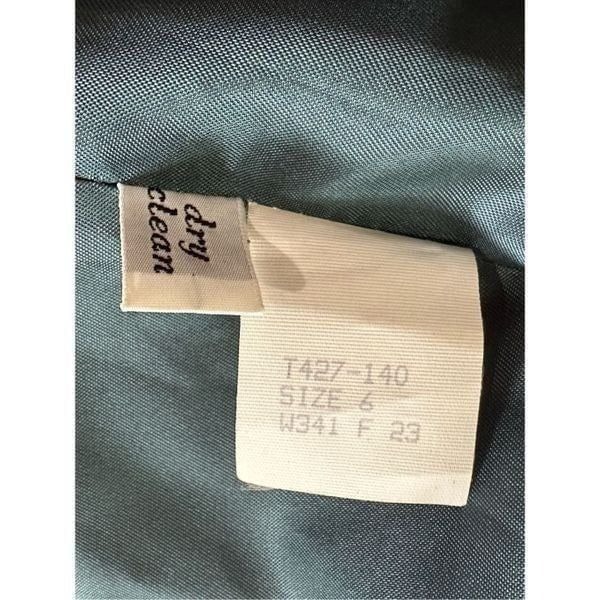 dry
clean
T427-140
SIZE 6
W341 F 23